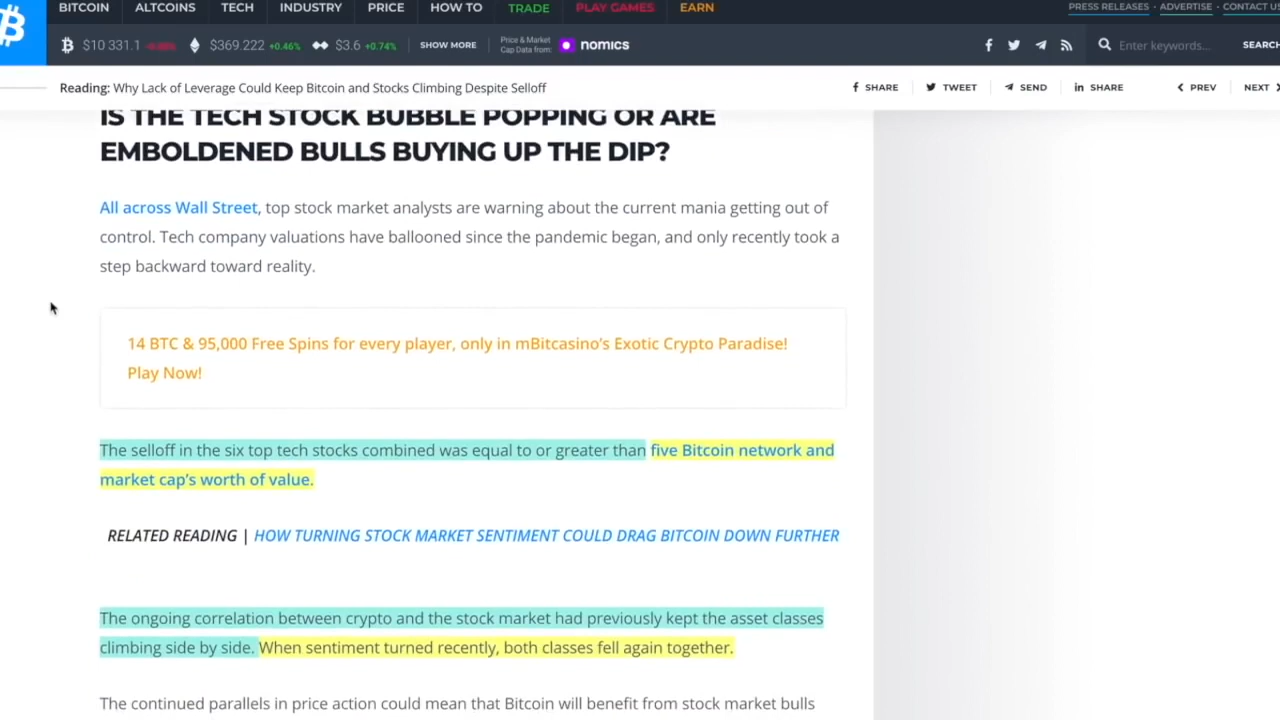 BITCOIN ALTCOINS TECH INDUSTRY PRICE HOW TO TRADE PLAY GAMES EARN
PRESS RELEASES · ADVERTISE · CONTACT US
$10 331.1 $369.222 +0.46% $3.6 +0.74% SHOW MORE
Price & Market
Cap Data from:
nomics
Enter keywords...
SEARCH
Reading: Why Lack of Leverage Could Keep Bitcoin and Stocks Climbing Despite Selloff
SHARE TWEET SEND SHARE PREV NEXT
IS THE TECH STOCK BUBBLE POPPING OR ARE
EMBOLDENED BULLS BUYING UP THE DIP?
All across Wall Street, top stock market analysts are warning about the current mania getting out of
control. Tech company valuations have ballooned since the pandemic began, and only recently took a
step backward toward reality.
14 BTC & 95,000 Free Spins for every player, only in mBitcasino’s Exotic Crypto Paradise!
Play Now!
The selloff in the six top tech stocks combined was equal to or greater than five Bitcoin network and
market cap’s worth of value.
RELATED READING | HOW TURNING STOCK MARKET SENTIMENT COULD DRAG BITCOIN DOWN FURTHER
The ongoing correlation between crypto and the stock market had previously kept the asset classes
climbing side by side. When sentiment turned recently, both classes fell again together.
The continued parallels in price action could mean that Bitcoin will benefit from stock market bulls